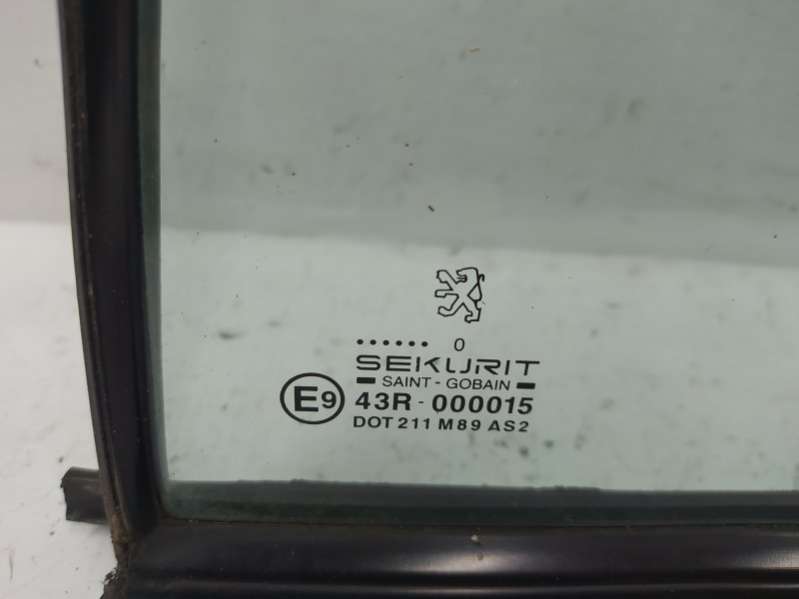 ...... 0
SEKURIT
SAINT - GOBAIN
E9 43R - 000015
DOT 211 M89 AS2